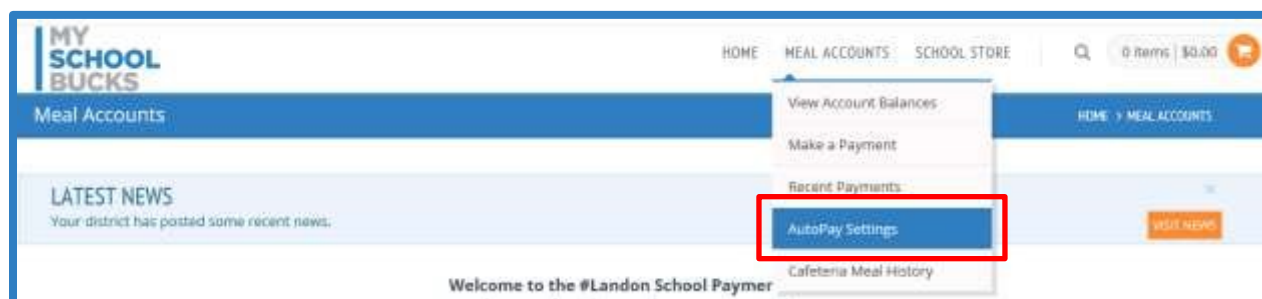 MY
SCHOOL
BUCKS
HOME MEAL ACCOUNTS SCHOOL STORE 0 items | $0.00
Meal Accounts
HOME > MEAL ACCOUNTS
View Account Balances
Make a Payment
Recent Payments
AutoPay Settings
Cafeteria Meal History
LATEST NEWS
Your district has posted some recent news.
VISIT NEWS
Welcome to the #Landon School Paymer